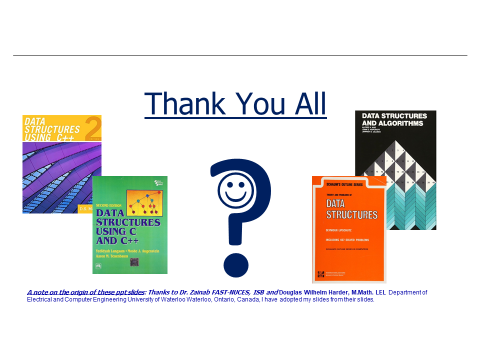 Thank You All
DATA
STRUCTURES
USING C++
2
DATA STRUCTURES
AND ALGORITHMS
SECOND EDITION
DATA
STRUCTURES
USING C
AND C++
DATA
STRUCTURES
A note on the origin of these ppt slides: Thanks to Dr. Zainab FAST-NUCES, ISB and Douglas Wilhelm Harder, M.Math. LEL Department of
Electrical and Computer Engineering University of Waterloo Waterloo, Ontario, Canada, I have adopted my slides from their slides.